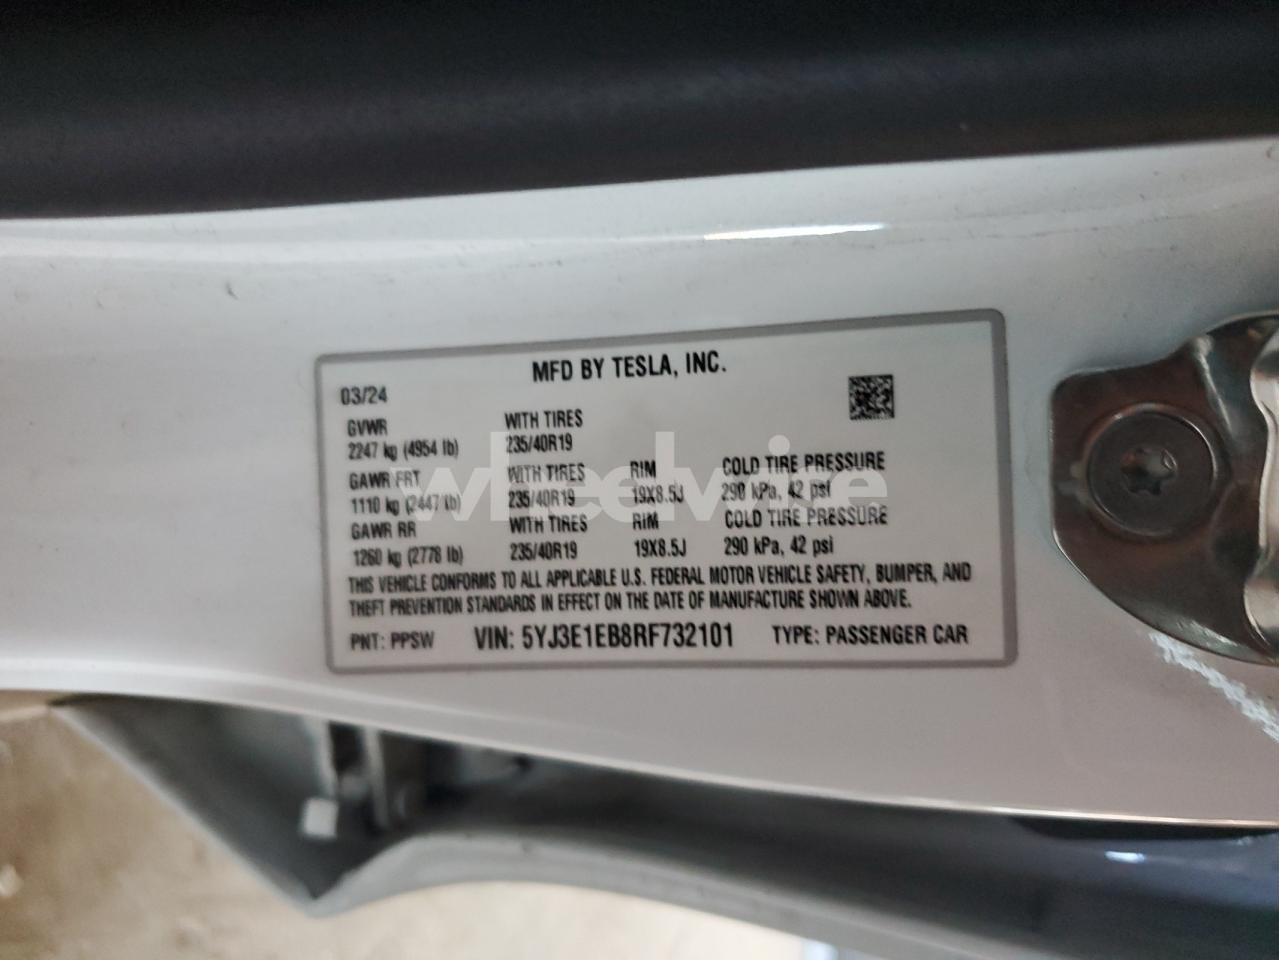 MFD BY TESLA, INC.
03/24
GVWR WITH TIRES
2247 kg (4954 lb) 235/40R19
GAWR FRT WITH TIRES RIM COLD TIRE PRESSURE
1110 kg (2447 lb) 235/40R19 19X8.5J 290 kPa, 42 psi
GAWR RR WITH TIRES RIM COLD TIRE PRESSURE
1260 kg (2778 lb) 235/40R19 19X8.5J 290 kPa, 42 psi
THIS VEHICLE CONFORMS TO ALL APPLICABLE U.S. FEDERAL MOTOR VEHICLE SAFETY, BUMPER, AND
THEFT PREVENTION STANDARDS IN EFFECT ON THE DATE OF MANUFACTURE SHOWN ABOVE.
PNT: PPSW VIN: 5YJ3E1EB8RF732101 TYPE: PASSENGER CAR
wheelwise